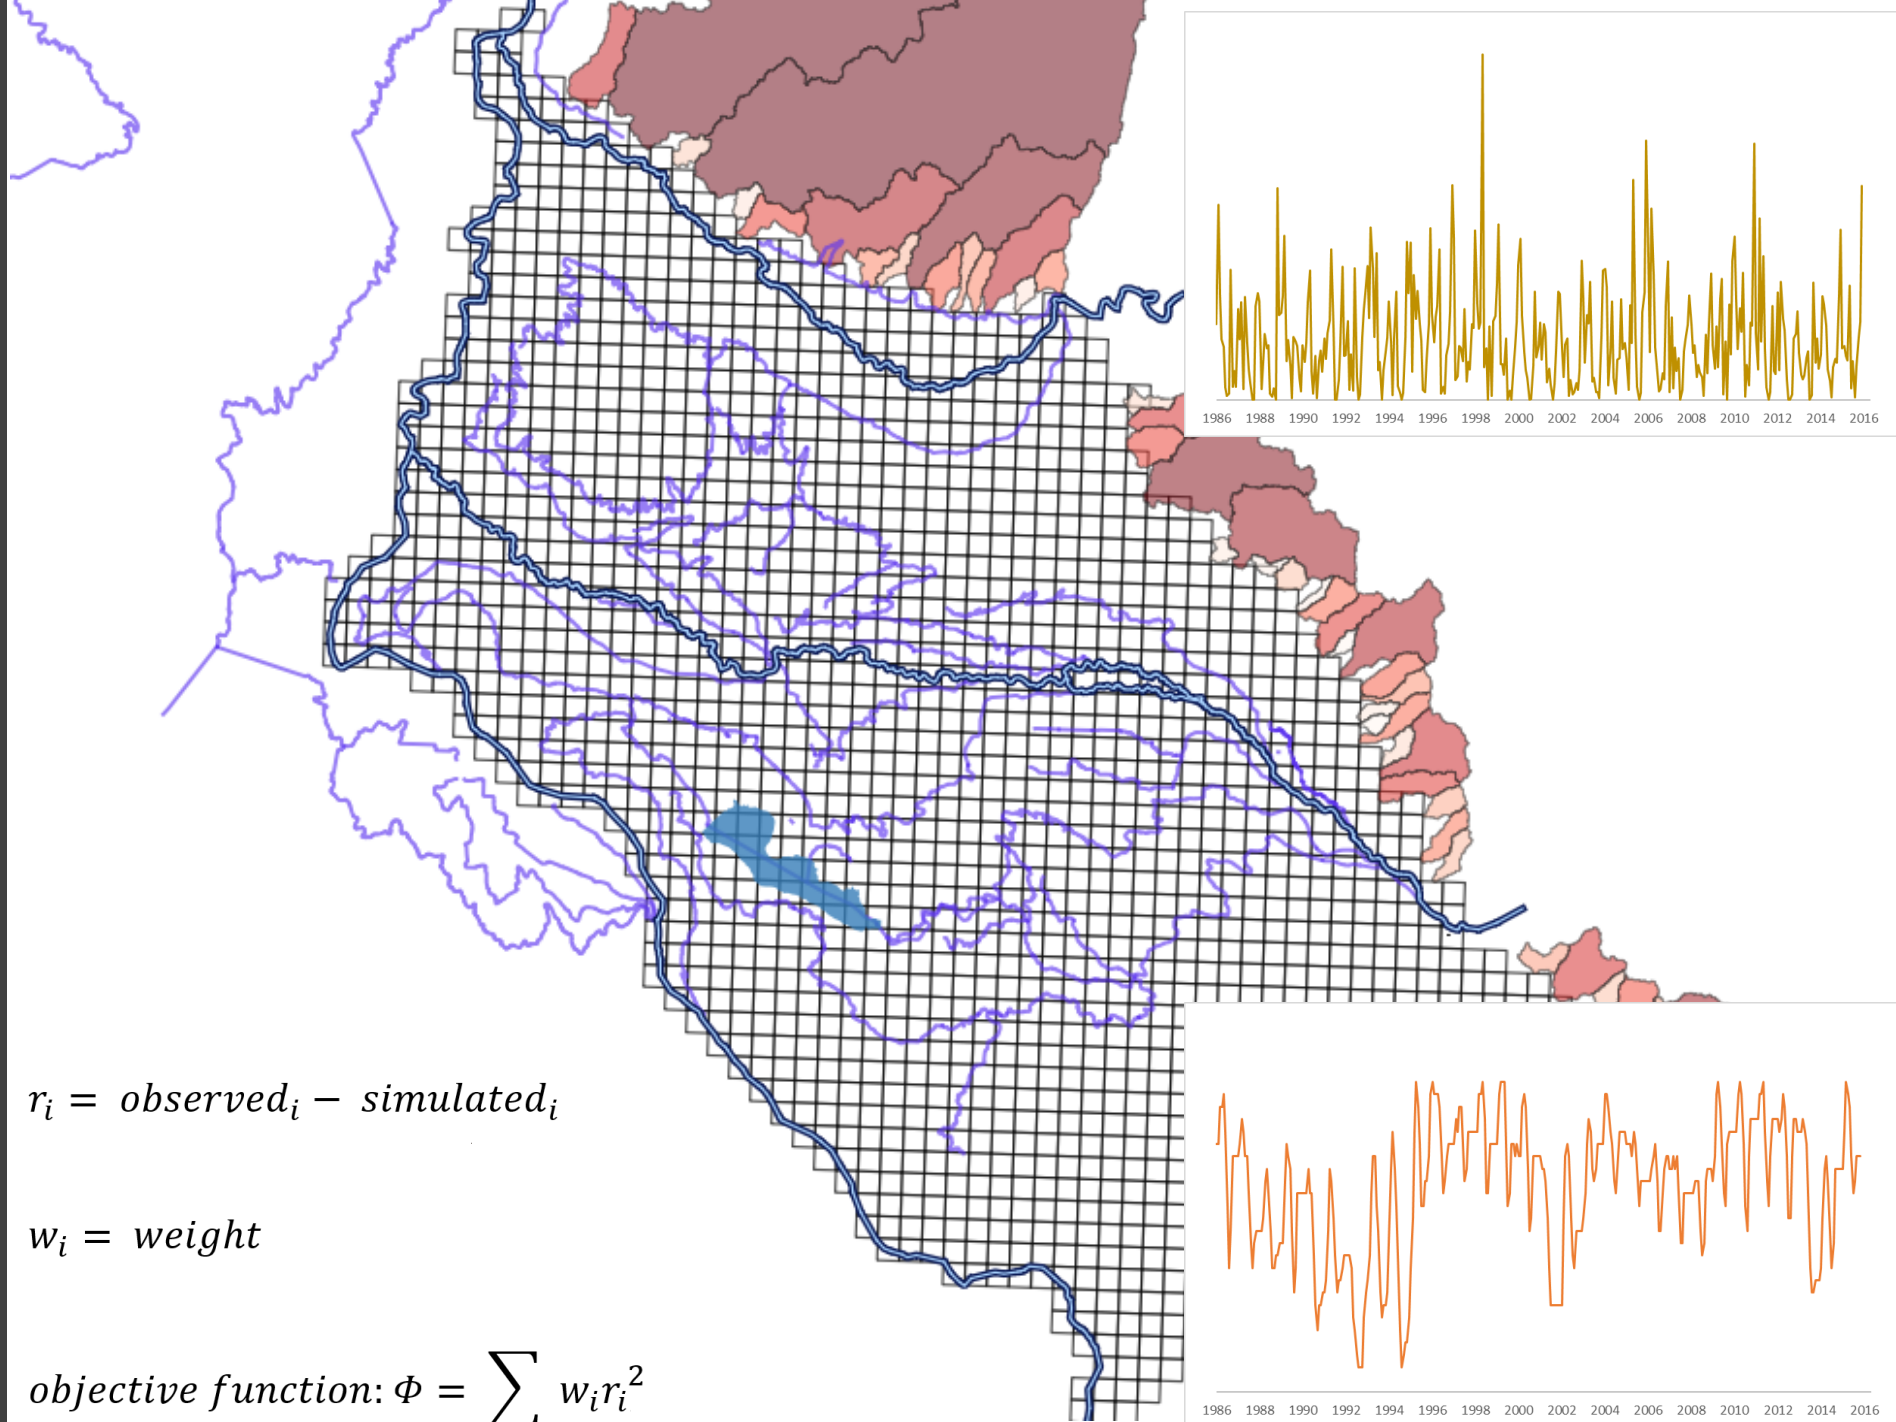 1986 1988 1990 1992 1994 1996 1998 2000 2002 2004 2006 2008 2010 2012 2014 2016
rᵢ = observedᵢ − simulatedᵢ
wᵢ = weight
objective function: Φ = ∑ wᵢrᵢ²
1986 1988 1990 1992 1994 1996 1998 2000 2002 2004 2006 2008 2010 2012 2014 2016